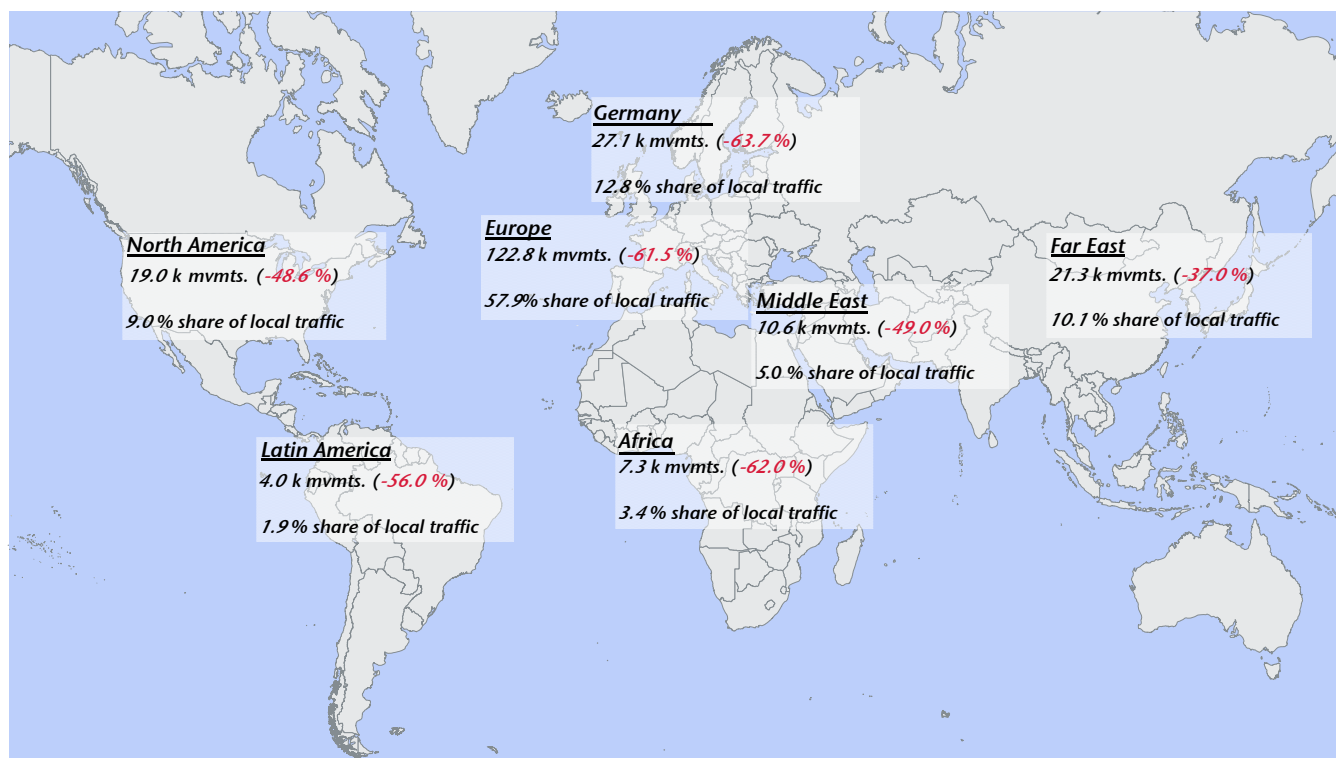 Germany
27.1 k mvmts. (-63.7 %)
12.8 % share of local traffic
Europe
122.8 k mvmts. (-61.5 %)
57.9% share of local traffic
North America
19.0 k mvmts. (-48.6 %)
9.0 % share of local traffic
Far East
21.3 k mvmts. (-37.0 %)
10.1 % share of local traffic
Middle East
10.6 k mvmts. (-49.0 %)
5.0 % share of local traffic
Latin America
4.0 k mvmts. (-56.0 %)
1.9 % share of local traffic
Africa
7.3 k mvmts. (-62.0 %)
3.4 % share of local traffic